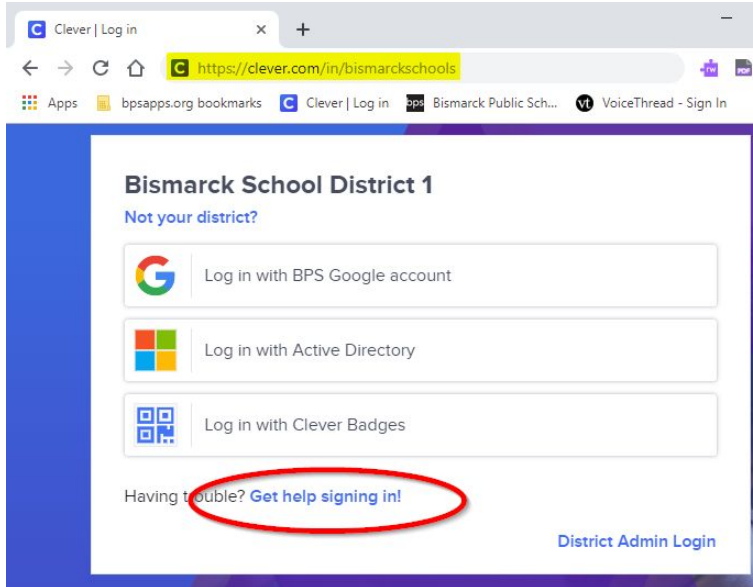 Clever | Log in
https://clever.com/in/bismarckschools
Apps bpsapps.org bookmarks Clever | Log in bps Bismarck Public Sch... VoiceThread - Sign In
Bismarck School District 1
Not your district?
Log in with BPS Google account
Log in with Active Directory
Log in with Clever Badges
Having trouble? Get help signing in!
District Admin Login